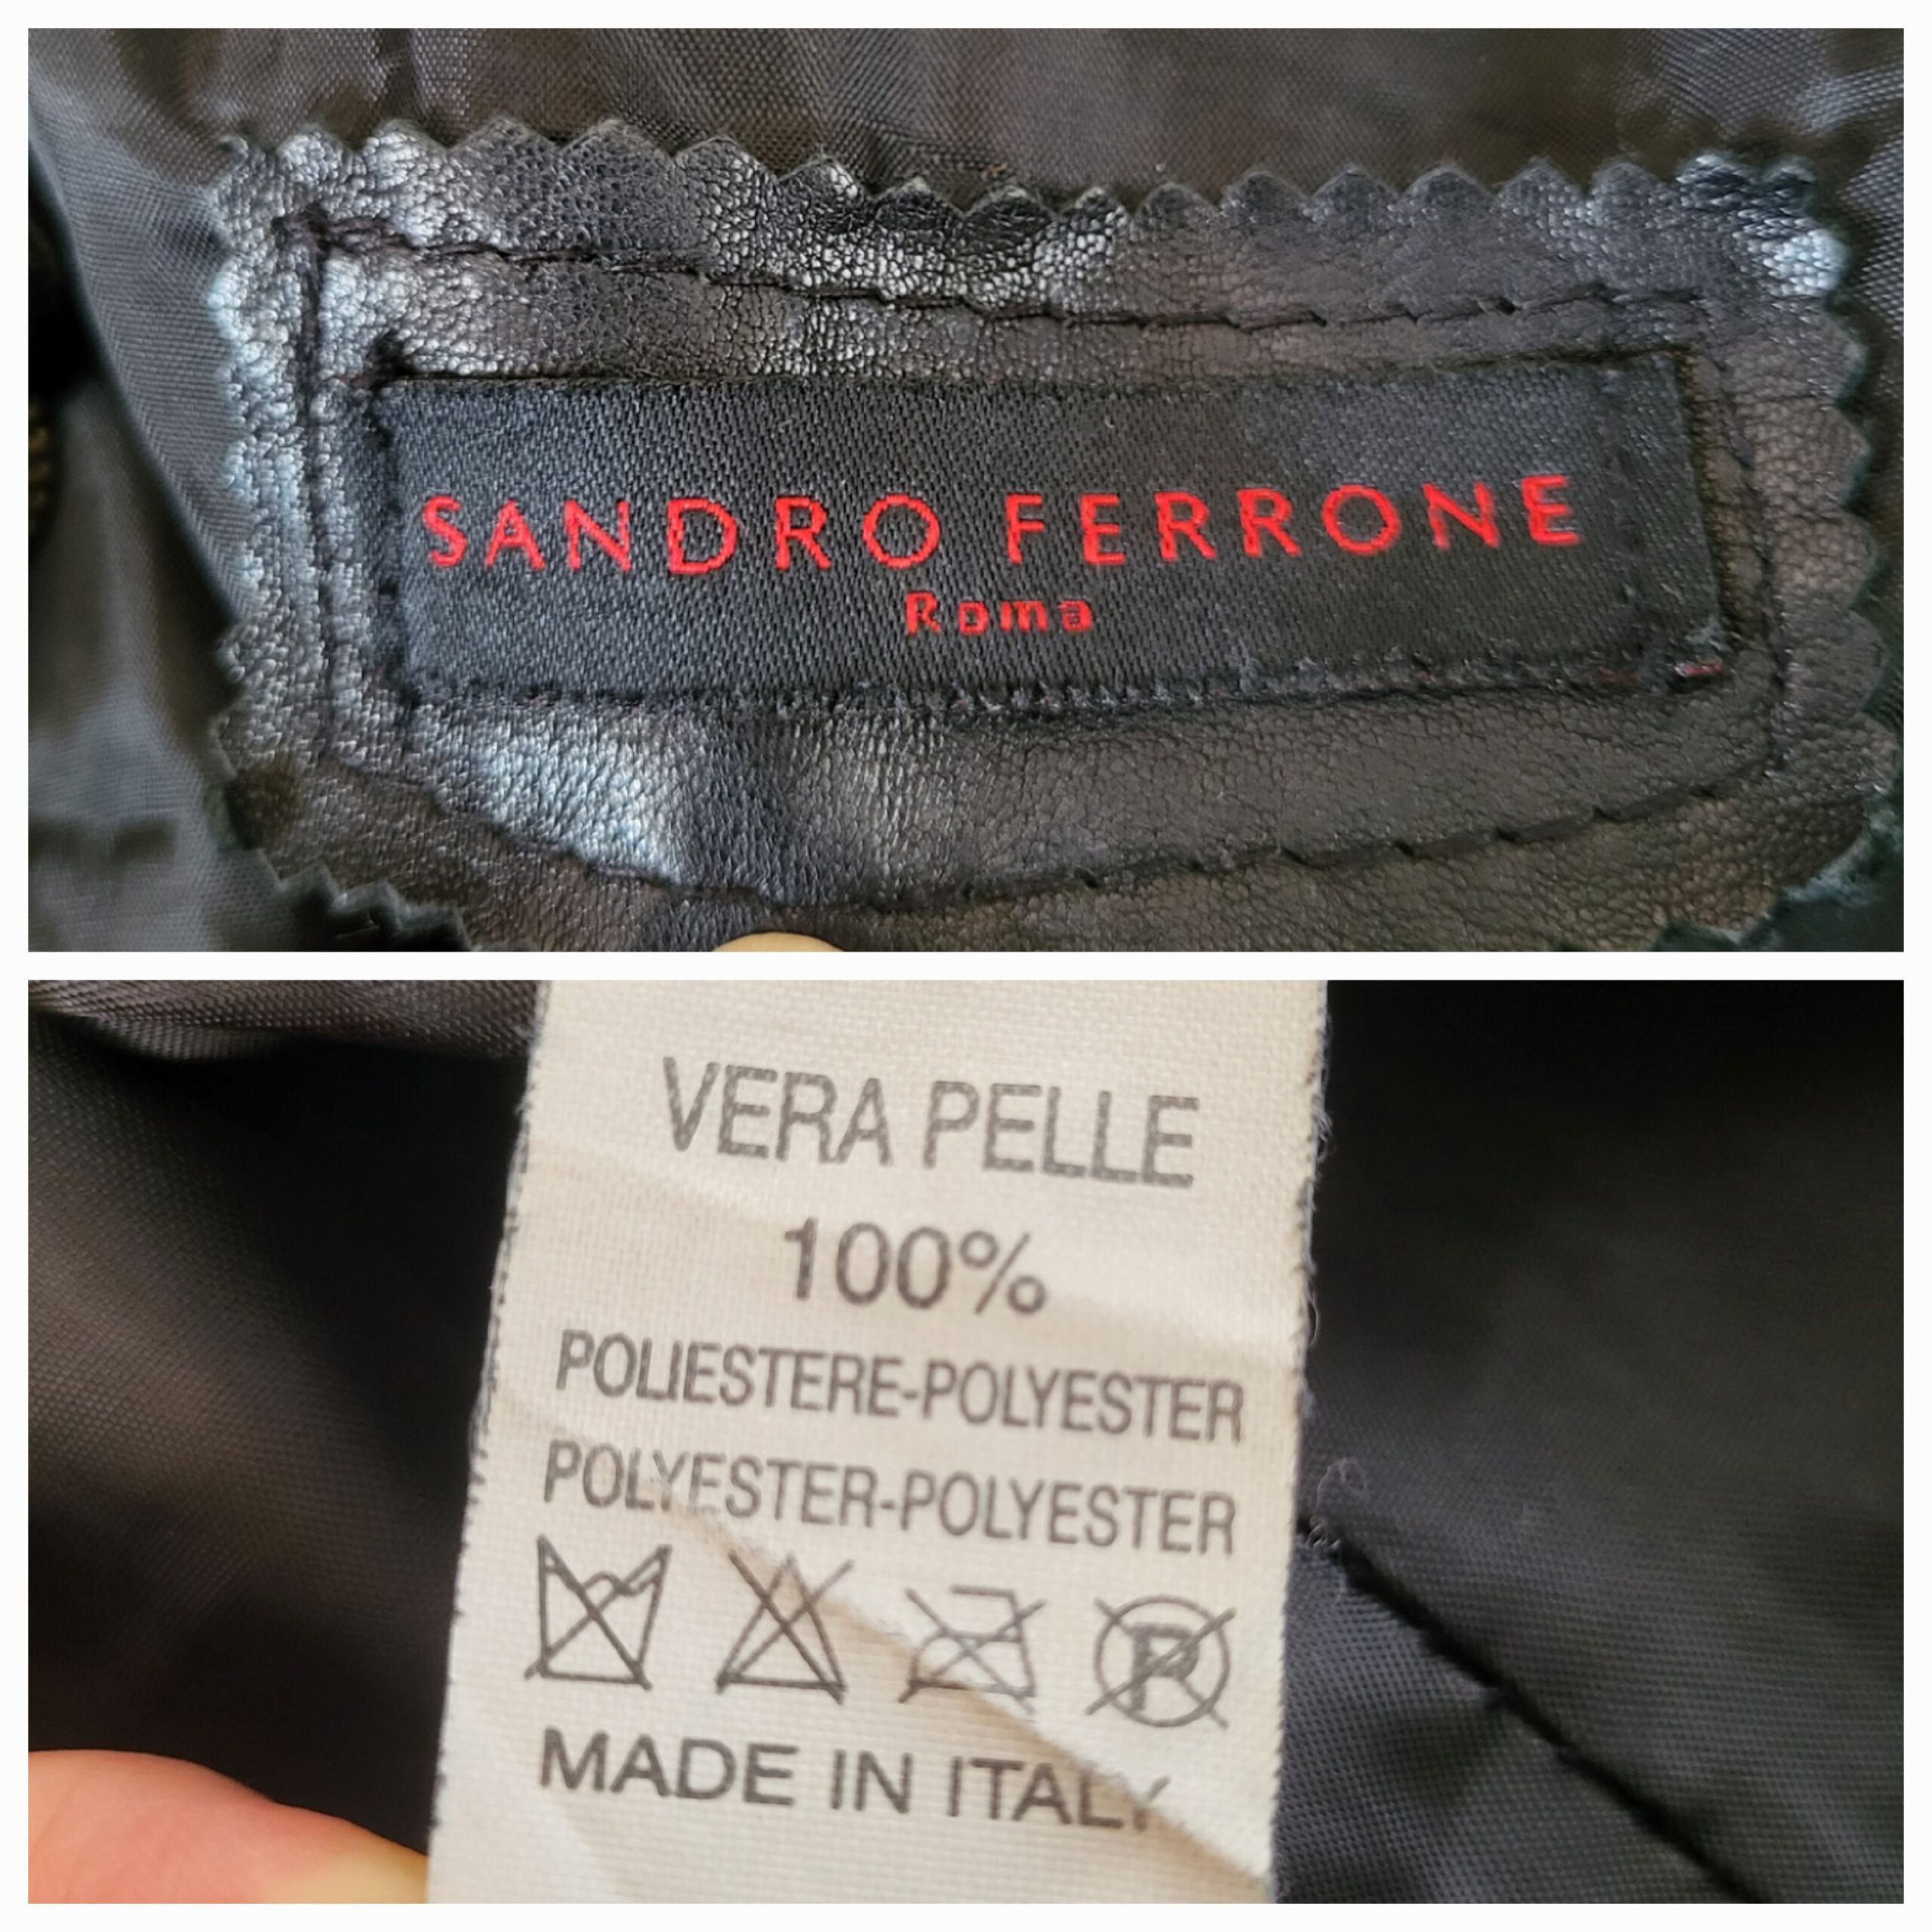 SANDRO FERRONE
Roma
VERA PELLE
100%
POLIESTERE-POLYESTER
POLYESTER-POLYESTER
P
MADE IN ITALY